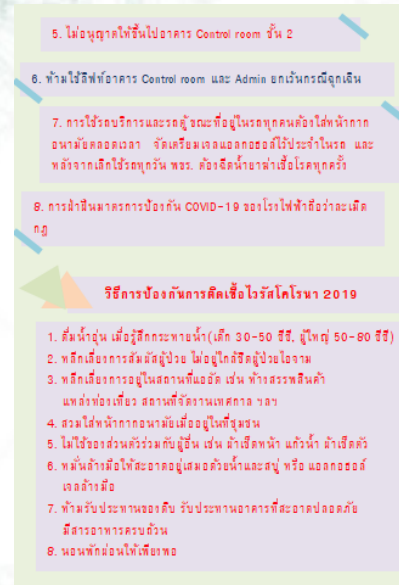 5. ไม่อนุญาตให้ขึ้นไปอาคาร Control room ชั้น 2
6. ห้ามใช้ลิฟท์อาคาร Control room และ Admin ยกเว้นกรณีฉุกเฉิน
7. การใช้รถบริการและรถตู้ ขณะที่อยู่ในรถทุกคนต้องใส่หน้ากาก
อนามัยตลอดเวลา จัดเตรียมเจลแอลกอฮอล์ไว้ประจำในรถ และ
หลังจากเลิกใช้รถทุกวัน พขร. ต้องฉีดน้ำยาฆ่าเชื้อโรคทุกครั้ง
8. การฝ่าฝืนมาตรการป้องกัน COVID-19 ของโรงไฟฟ้าถือว่าละเมิด
กฎ
วิธีการป้องกันการติดเชื้อไวรัสโคโรนา 2019
1. ดื่มน้ำอุ่น เมื่อรู้สึกกระหายน้ำ(เด็ก 30-50 ซีซี, ผู้ใหญ่ 50-80 ซีซี)
2. หลีกเลี่ยงการสัมผัสผู้ป่วย ไม่อยู่ใกล้ชิดผู้ป่วยไอจาม
3. หลีกเลี่ยงการอยู่ในสถานที่แออัด เช่น ห้างสรรพสินค้า
แหล่งท่องเที่ยว สถานที่จัดงานเทศกาล ฯลฯ
4. สวมใส่หน้ากากอนามัยเมื่ออยู่ในที่ชุมชน
5. ไม่ใช้ของส่วนตัวร่วมกับผู้อื่น เช่น ผ้าเช็ดหน้า แก้วน้ำ ผ้าเช็ดตัว
6. หมั่นล้างมือให้สะอาดอยู่เสมอด้วยน้ำและสบู่ หรือ แอลกอฮอล์
เจลล้างมือ
7. ห้ามรับประทานของดิบ รับประทานอาหารที่สะอาดปลอดภัย
มีสารอาหารครบถ้วน
8. นอนพักผ่อนให้เพียงพอ